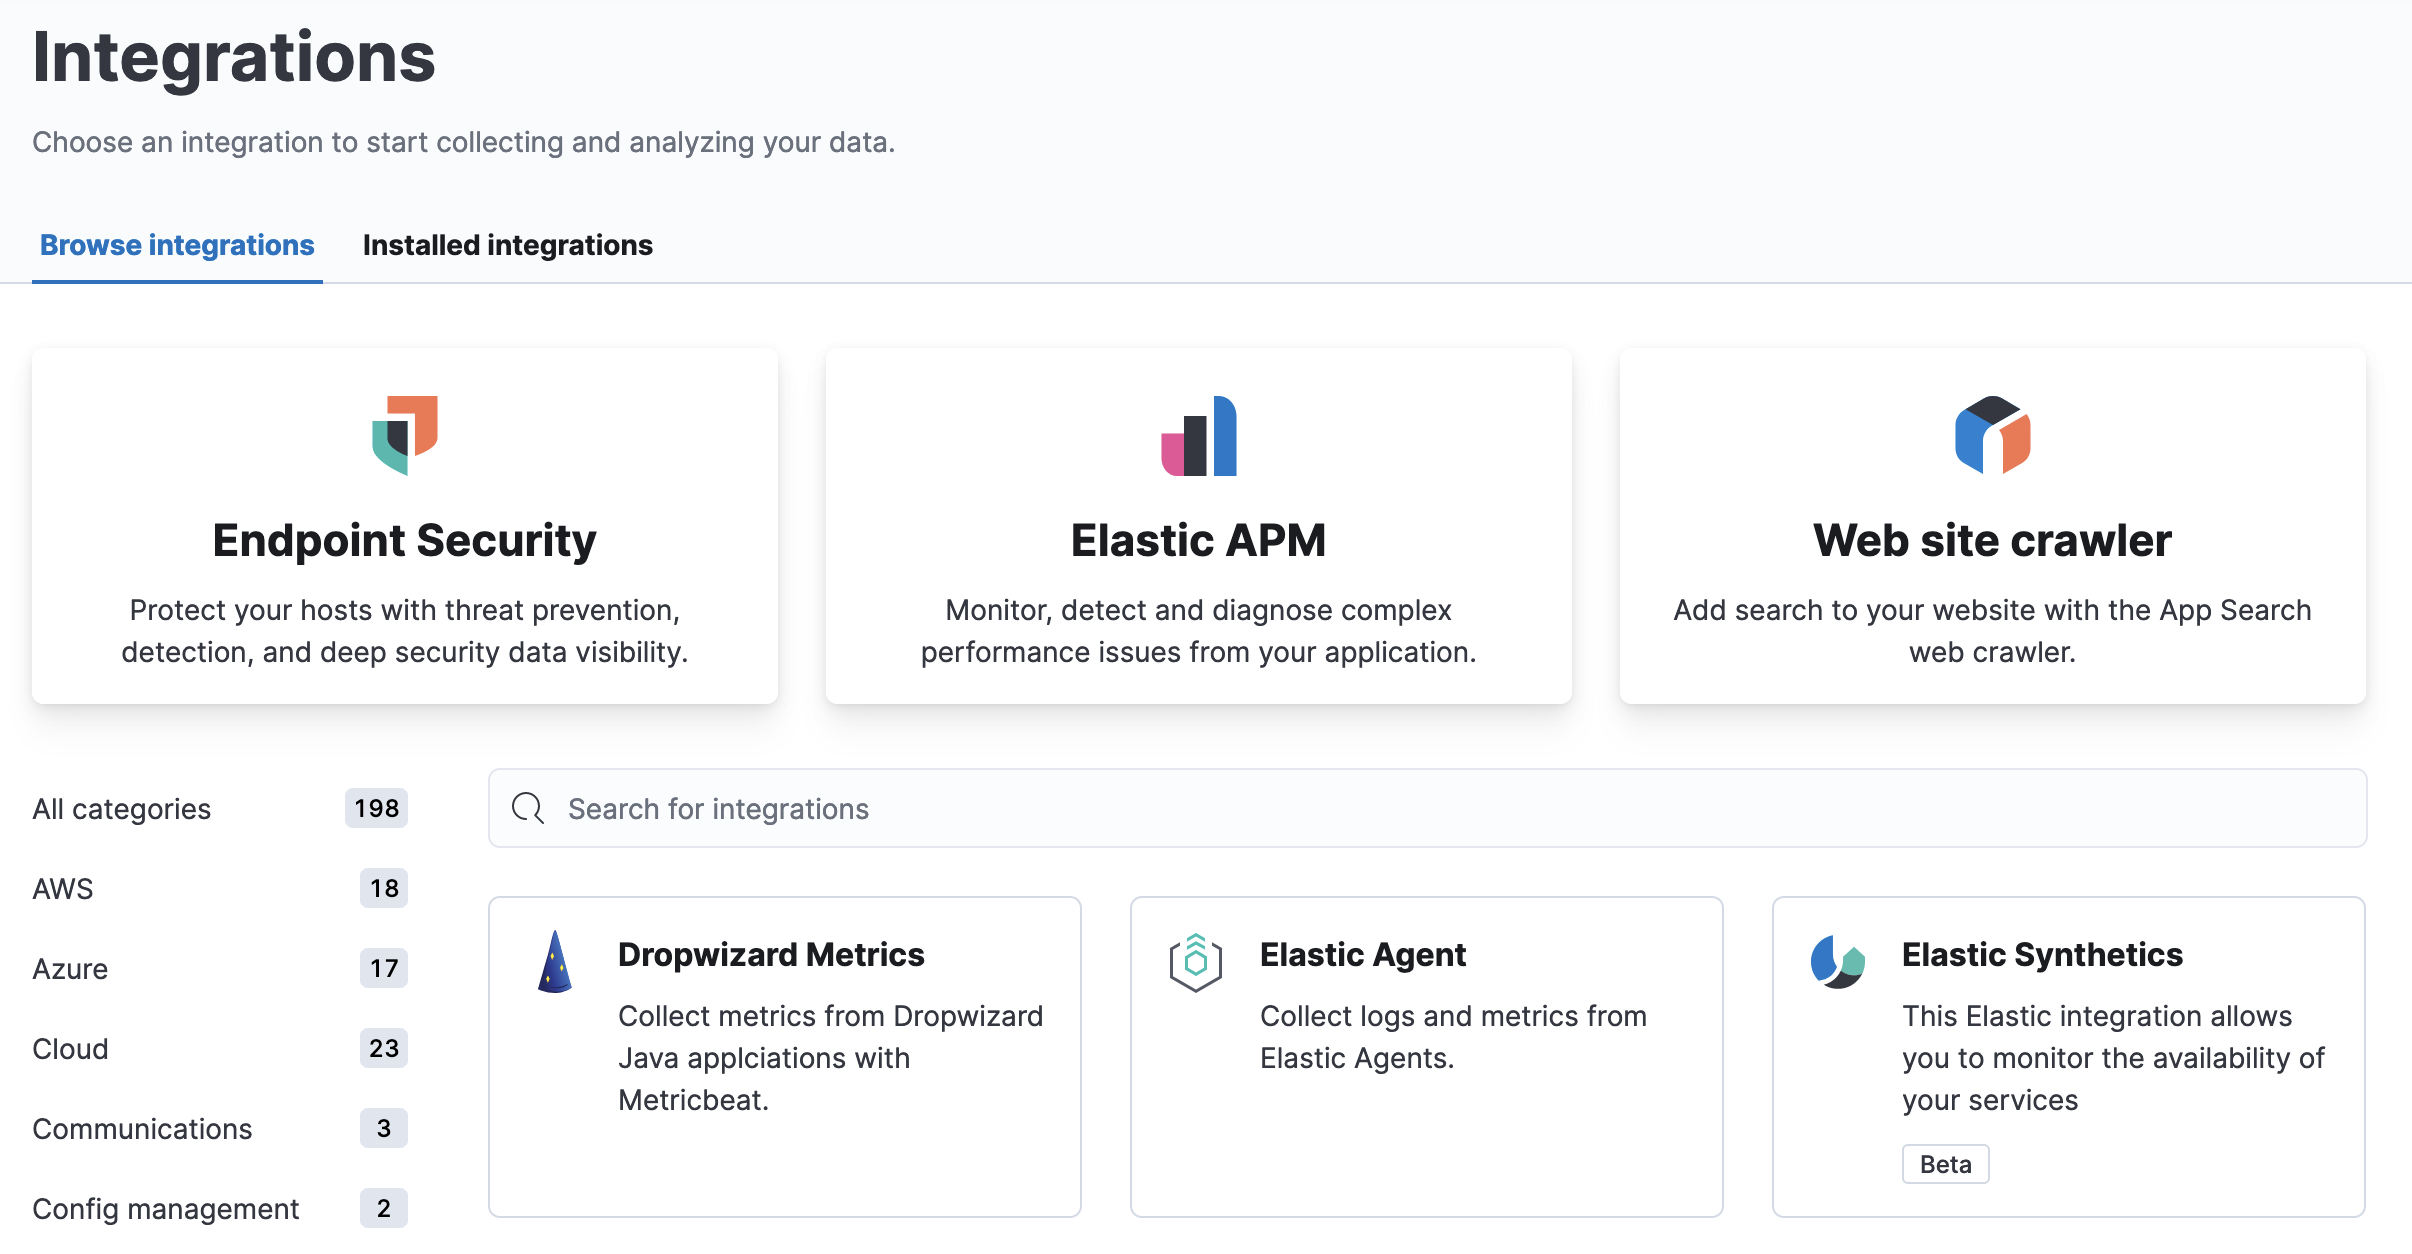 Integrations
Choose an integration to start collecting and analyzing your data.
Browse integrations
Installed integrations
Endpoint Security
Protect your hosts with threat prevention,
detection, and deep security data visibility.
Elastic APM
Monitor, detect and diagnose complex
performance issues from your application.
Web site crawler
Add search to your website with the App Search
web crawler.
All categories 198
AWS 18
Azure 17
Cloud 23
Communications 3
Config management 2
Search for integrations
Dropwizard Metrics
Collect metrics from Dropwizard
Java applciations with
Metricbeat.
Elastic Agent
Collect logs and metrics from
Elastic Agents.
Elastic Synthetics
This Elastic integration allows
you to monitor the availability of
your services
Beta